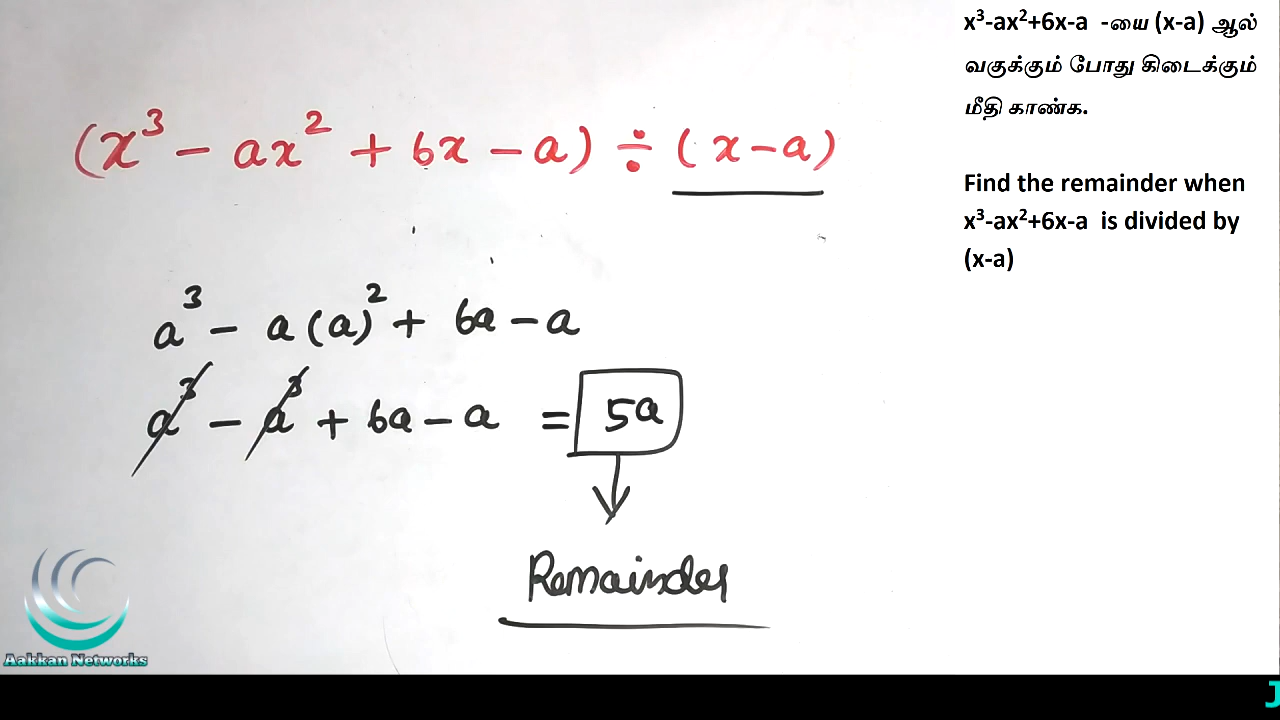 x³-ax²+6x-a -யை (x-a) ஆல்
வகுக்கும் போது கிடைக்கும்
மீதி காண்க.
Find the remainder when
x³-ax²+6x-a is divided by
(x-a)
(x³ - ax² + 6x - a) ÷ (x-a)
a³ - a(a)² + 6a - a
a³ - a³ + 6a - a = 5a
Remainder
Aakkan Networks
J